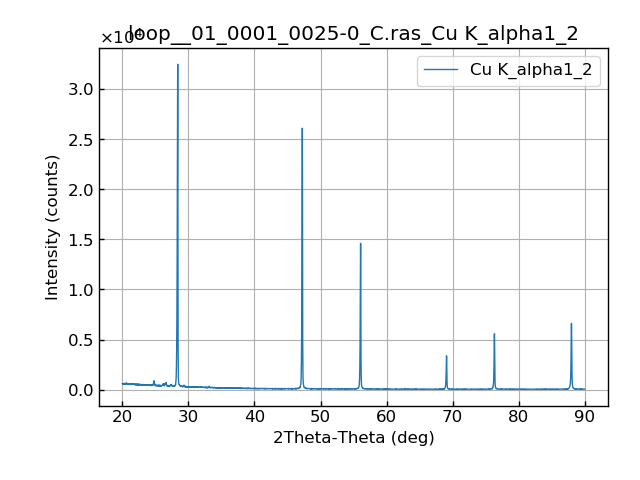 ×10⁴
loop__01_0001_0025-0_C.ras_Cu K_alpha1_2
Cu K_alpha1_2
3.0
2.5
2.0
1.5
1.0
0.5
0.0
Intensity (counts)
20 30 40 50 60 70 80 90
2Theta-Theta (deg)